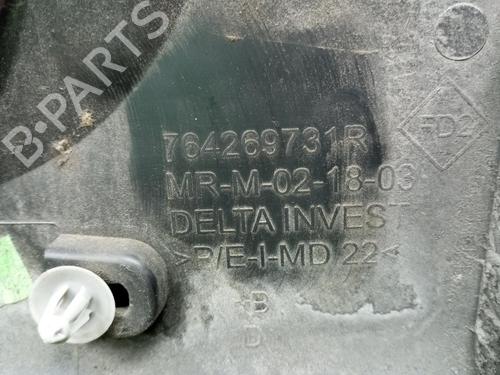 B-PARTS
764269731R
FD2
MR-M-02-18-03
DELTA INVEST
>P/E-I-MD 22<
B
D